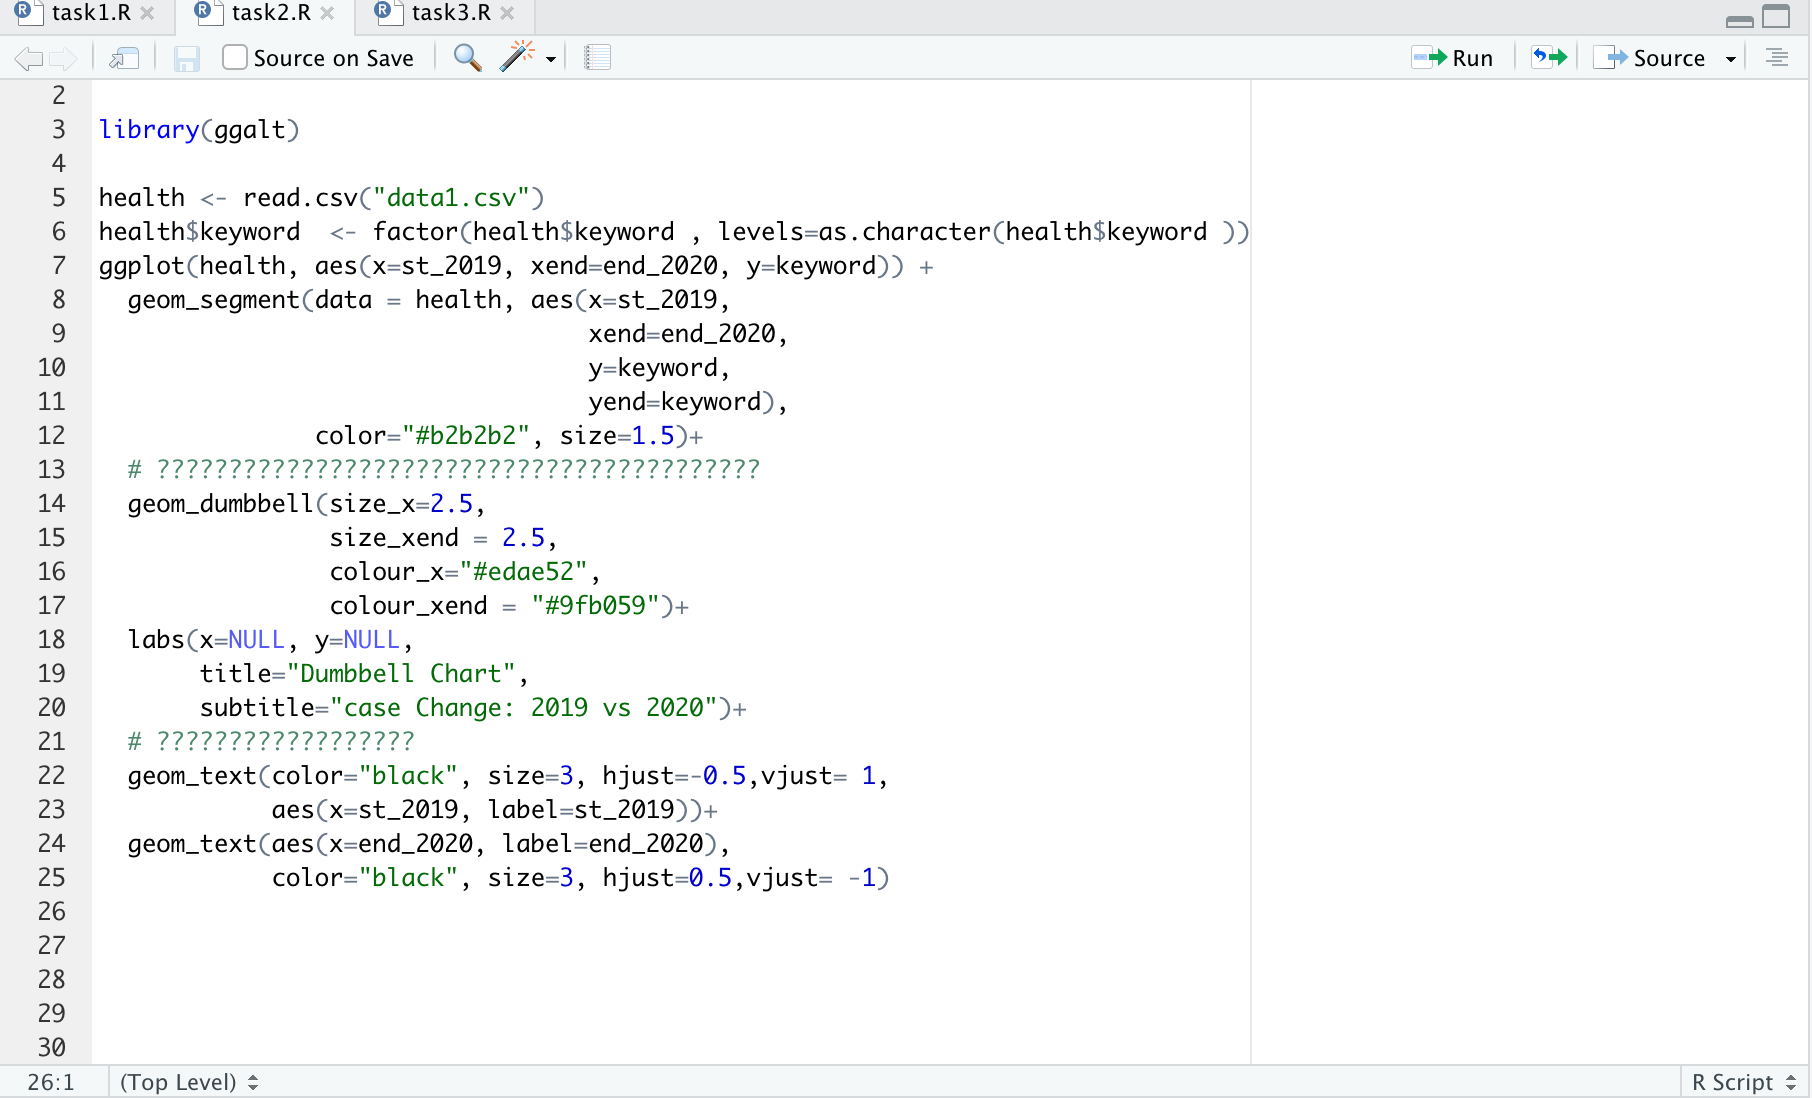 task1.R task2.R task3.R
Source on Save Run Source
2
3 library(ggalt)
4
5 health <- read.csv("data1.csv")
6 health$keyword  <- factor(health$keyword , levels=as.character(health$keyword ))
7 ggplot(health, aes(x=st_2019, xend=end_2020, y=keyword)) +
8   geom_segment(data = health, aes(x=st_2019,
9                                   xend=end_2020,
10                                   y=keyword,
11                                   yend=keyword),
12                color="#b2b2b2", size=1.5)+
13   # ??????????????????????????????????????????
14   geom_dumbbell(size_x=2.5,
15                 size_xend = 2.5,
16                 colour_x="#edae52",
17                 colour_xend = "#9fb059")+
18   labs(x=NULL, y=NULL,
19        title="Dumbbell Chart",
20        subtitle="case Change: 2019 vs 2020")+
21   # ??????????????????
22   geom_text(color="black", size=3, hjust=-0.5,vjust= 1,
23             aes(x=st_2019, label=st_2019))+
24   geom_text(aes(x=end_2020, label=end_2020),
25             color="black", size=3, hjust=0.5,vjust= -1)
26
27
28
29
30
26:1 (Top Level) R Script